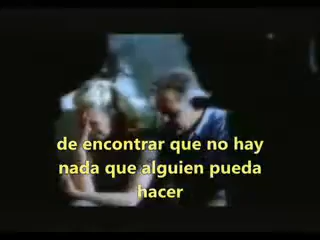 de encontrar que no hay
nada que alguien pueda
hacer